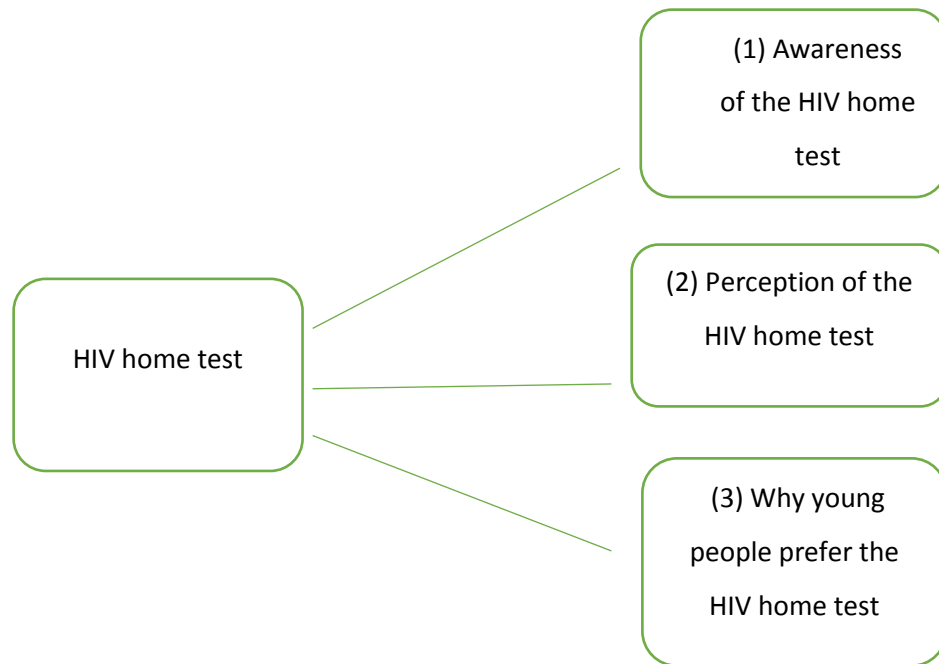 HIV home test
(1) Awareness
of the HIV home
test
(2) Perception of the
HIV home test
(3) Why young
people prefer the
HIV home test